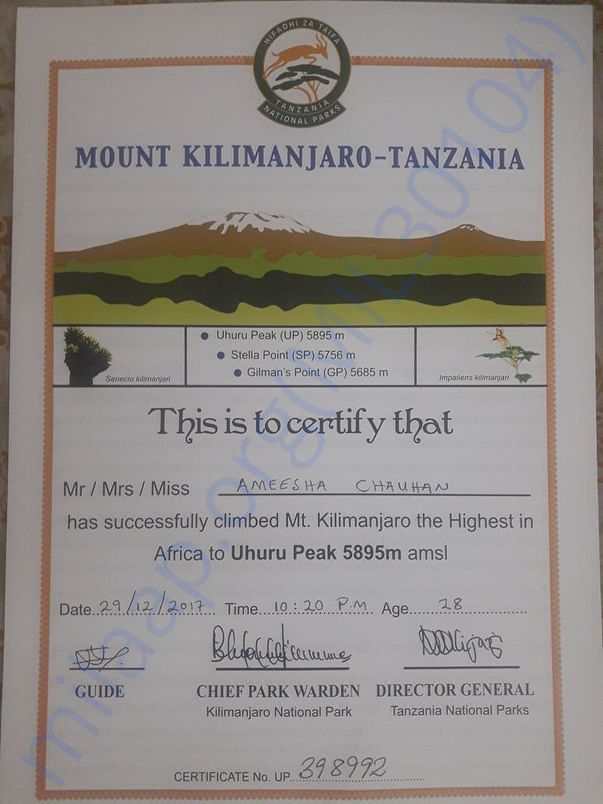 HIFADHI ZA TAIFA
TANZANIA
NATIONAL PARKS
MOUNT KILIMANJARO-TANZANIA
Uhuru Peak (UP) 5895 m
Stella Point (SP) 5756 m
Gilman's Point (GP) 5685 m
Senecio kilimanjari
Impatiens kilimanjari
This is to certify that
Mr / Mrs / Miss AMEESHA CHAUHAN
has successfully climbed Mt. Kilimanjaro the Highest in
Africa to Uhuru Peak 5895m amsl
Date 29/12/2017 Time 10:20 P.M Age 28
GUIDE CHIEF PARK WARDEN DIRECTOR GENERAL
Kilimanjaro National Park Tanzania National Parks
CERTIFICATE No. UP 398992
milaap.org(MIL30104)